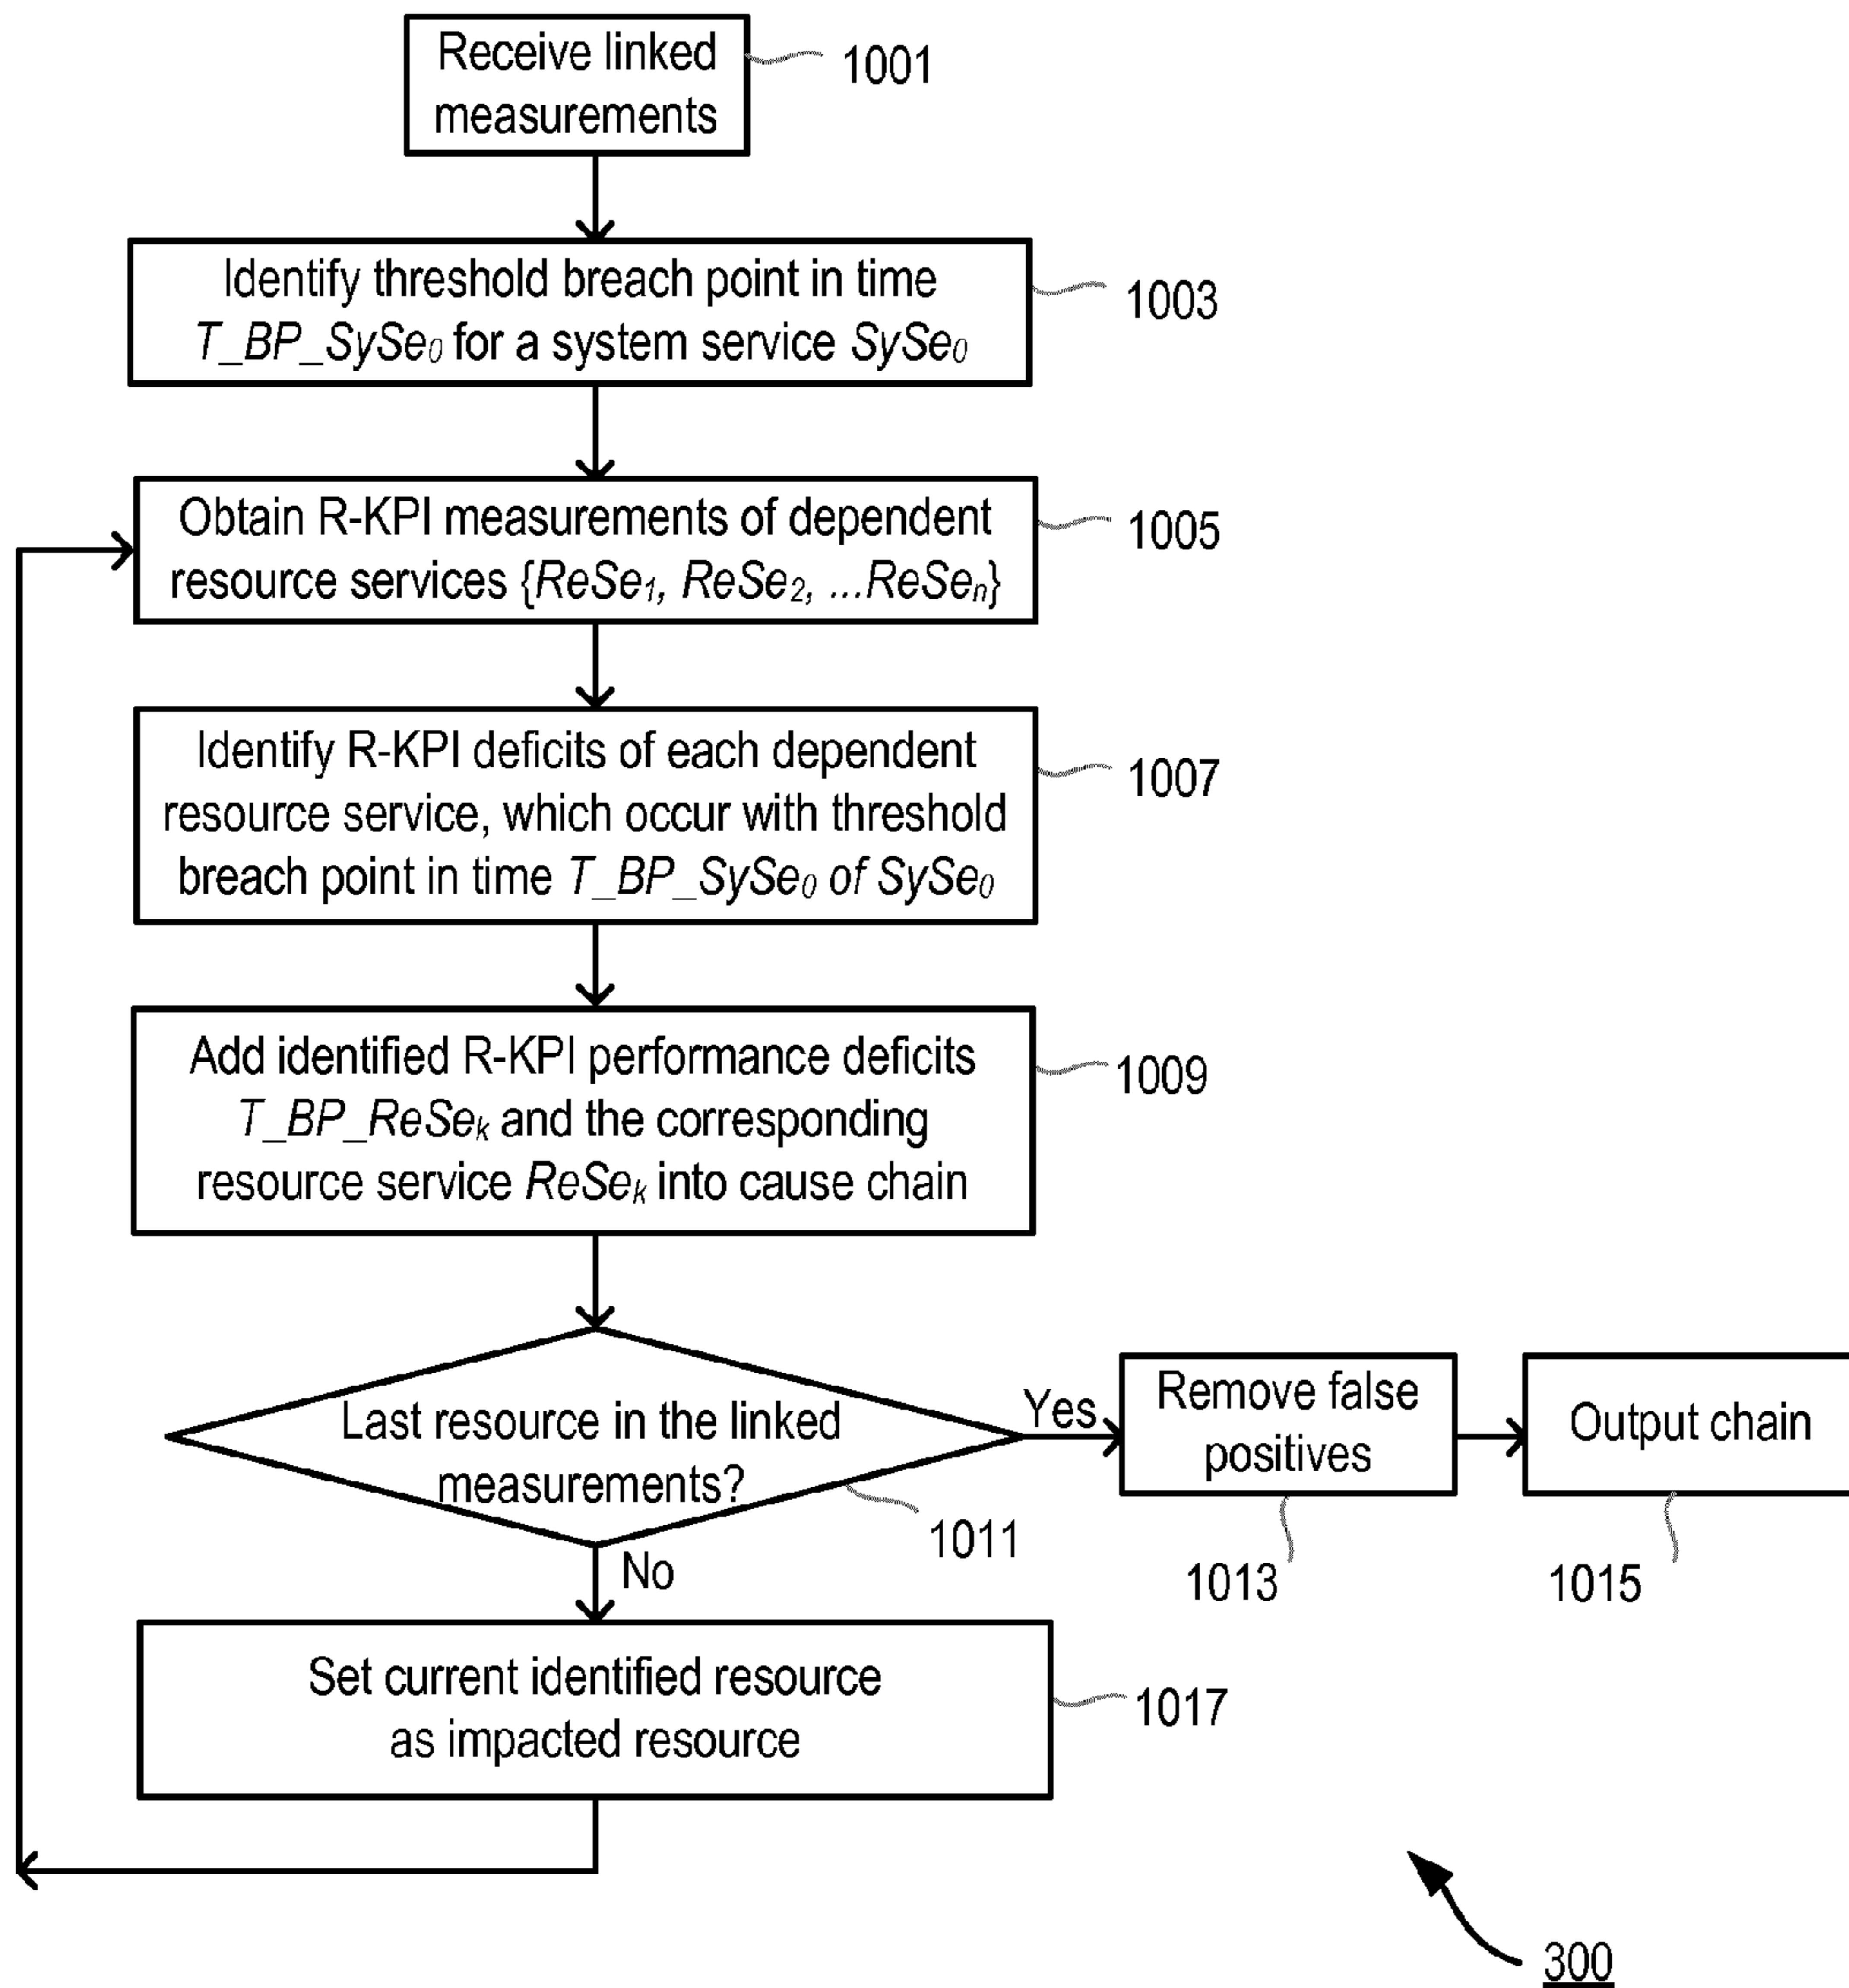 Receive linked
measurements
1001
Identify threshold breach point in time
T_BP_SySe₀ for a system service SySe₀
1003
Obtain R-KPI measurements of dependent
resource services {ReSe₁, ReSe₂, ...ReSeₙ}
1005
Identify R-KPI deficits of each dependent
resource service, which occur with threshold
breach point in time T_BP_SySe₀ of SySe₀
1007
Add identified R-KPI performance deficits
T_BP_ReSeₖ and the corresponding
resource service ReSeₖ into cause chain
1009
Last resource in the linked
measurements?
1011
Yes
Remove false
positives
1013
Output chain
1015
No
Set current identified resource
as impacted resource
1017
300